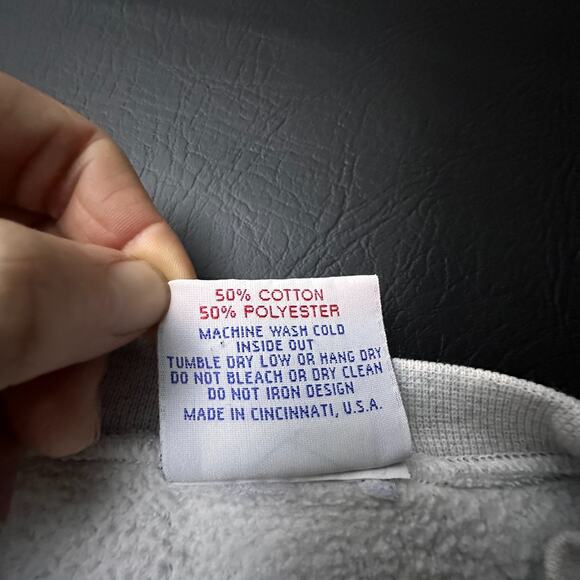 50% COTTON
50% POLYESTER
MACHINE WASH COLD
INSIDE OUT
TUMBLE DRY LOW OR HANG DRY
DO NOT BLEACH OR DRY CLEAN
DO NOT IRON DESIGN
MADE IN CINCINNATI, U.S.A.